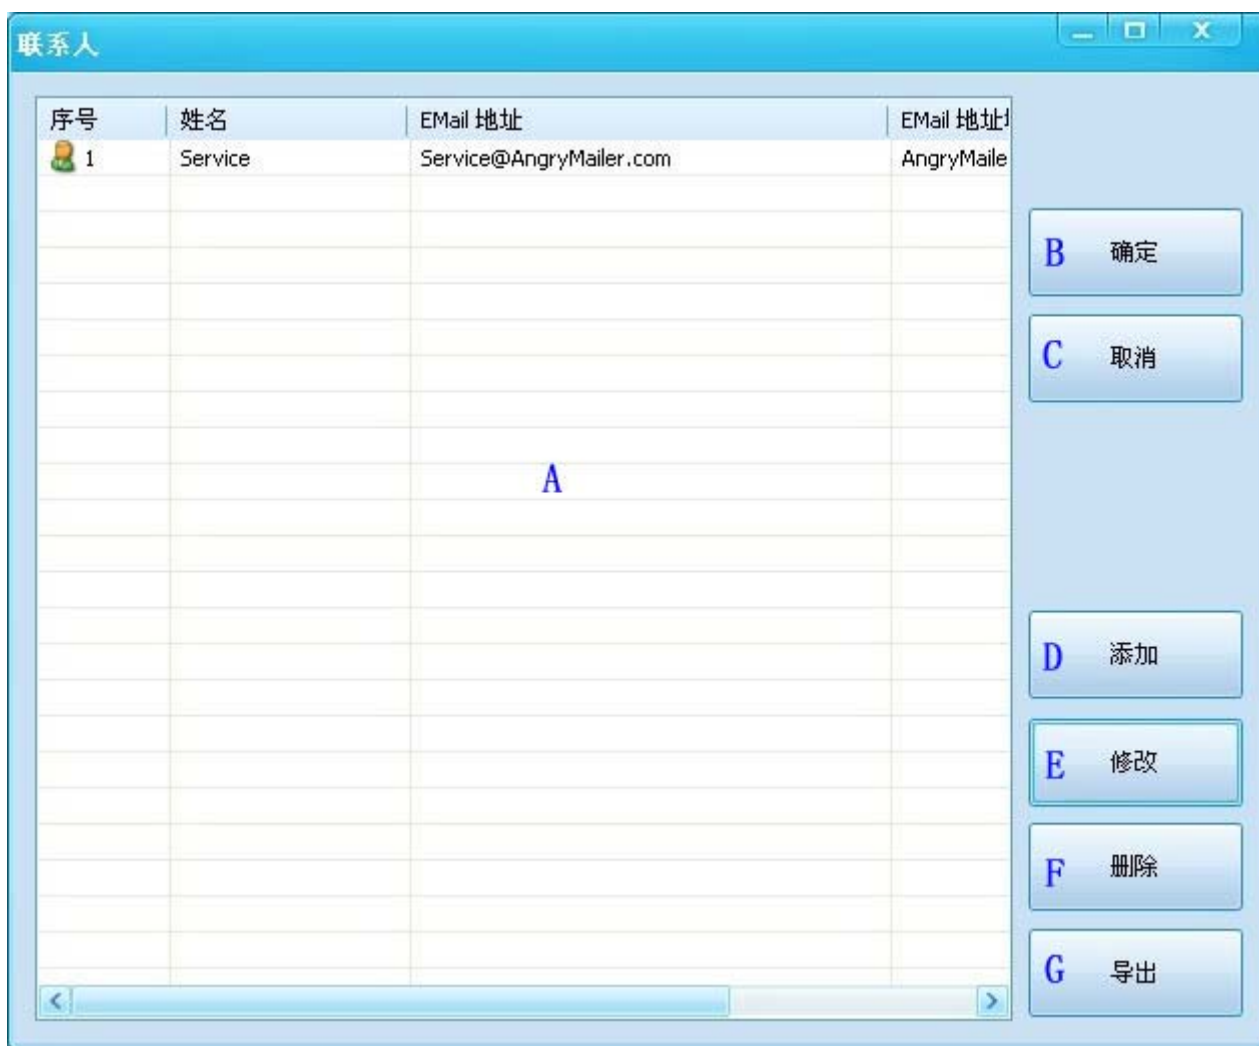 联系人
序号 姓名 EMail 地址 EMail 地址
1 Service Service@AngryMailer.com AngryMaile
B 确定
C 取消
A
D 添加
E 修改
F 删除
G 导出